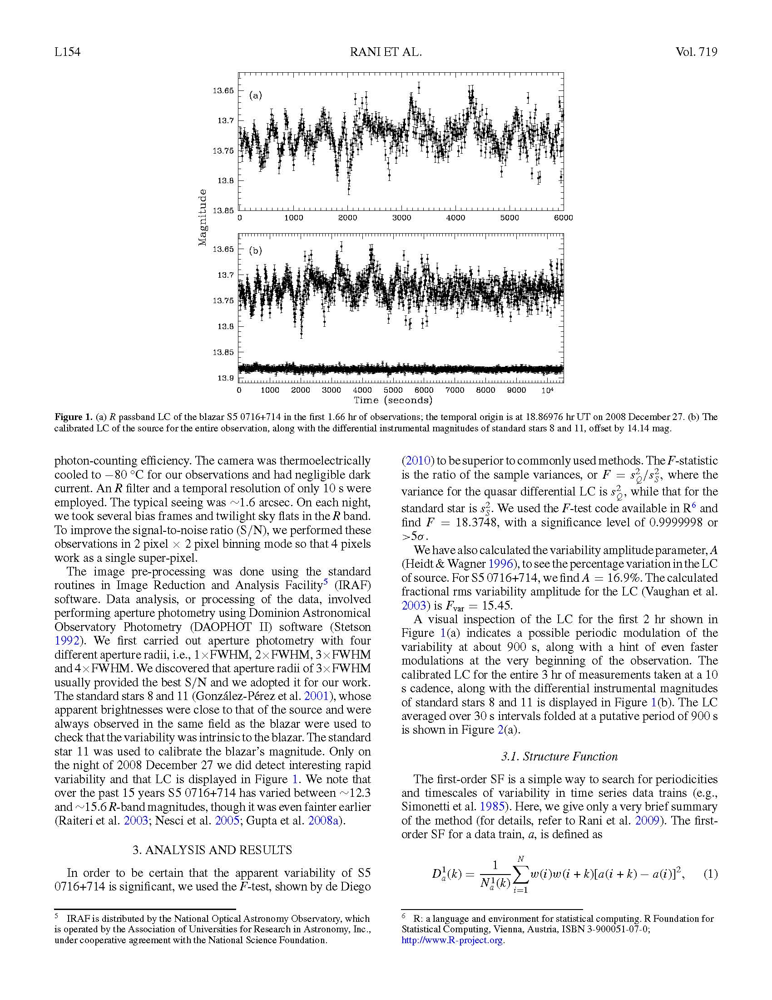 L154
RANI ET AL.
Vol. 719
13.65
(a)
13.7
13.75
13.8
13.85
0 1000 2000 3000 4000 5000 6000
Magnitude
13.65
(b)
13.7
13.75
13.8
13.85
13.9
0 1000 2000 3000 4000 5000 6000 7000 8000 9000 10⁴
Time (seconds)
Figure 1. (a) R passband LC of the blazar S5 0716+714 in the first 1.66 hr of observations; the temporal origin is at 18.86976 hr UT on 2008 December 27. (b) The
calibrated LC of the source for the entire observation, along with the differential instrumental magnitudes of standard stars 8 and 11, offset by 14.14 mag.
photon-counting efficiency. The camera was thermoelectrically
cooled to −80 °C for our observations and had negligible dark
current. An R filter and a temporal resolution of only 10 s were
employed. The typical seeing was ∼1.6 arcsec. On each night,
we took several bias frames and twilight sky flats in the R band.
To improve the signal-to-noise ratio (S/N), we performed these
observations in 2 pixel × 2 pixel binning mode so that 4 pixels
work as a single super-pixel.
The image pre-processing was done using the standard
routines in Image Reduction and Analysis Facility⁵ (IRAF)
software. Data analysis, or processing of the data, involved
performing aperture photometry using Dominion Astronomical
Observatory Photometry (DAOPHOT II) software (Stetson
1992). We first carried out aperture photometry with four
different aperture radii, i.e., 1×FWHM, 2×FWHM, 3×FWHM
and 4×FWHM. We discovered that aperture radii of 3×FWHM
usually provided the best S/N and we adopted it for our work.
The standard stars 8 and 11 (González-Pérez et al. 2001), whose
apparent brightnesses were close to that of the source and were
always observed in the same field as the blazar were used to
check that the variability was intrinsic to the blazar. The standard
star 11 was used to calibrate the blazar's magnitude. Only on
the night of 2008 December 27 we did detect interesting rapid
variability and that LC is displayed in Figure 1. We note that
over the past 15 years S5 0716+714 has varied between ∼12.3
and ∼15.6 R-band magnitudes, though it was even fainter earlier
(Raiteri et al. 2003; Nesci et al. 2005; Gupta et al. 2008a).
3. ANALYSIS AND RESULTS
In order to be certain that the apparent variability of S5
0716+714 is significant, we used the F-test, shown by de Diego
⁵ IRAF is distributed by the National Optical Astronomy Observatory, which
is operated by the Association of Universities for Research in Astronomy, Inc.,
under cooperative agreement with the National Science Foundation.
(2010) to be superior to commonly used methods. The F-statistic
is the ratio of the sample variances, or F = s²_Q/s²_S, where the
variance for the quasar differential LC is s²_Q, while that for the
standard star is s²_S. We used the F-test code available in R⁶ and
find F = 18.3748, with a significance level of 0.9999998 or
>5σ.
We have also calculated the variability amplitude parameter, A
(Heidt & Wagner 1996), to see the percentage variation in the LC
of source. For S5 0716+714, we find A = 16.9%. The calculated
fractional rms variability amplitude for the LC (Vaughan et al.
2003) is F_var = 15.45.
A visual inspection of the LC for the first 2 hr shown in
Figure 1(a) indicates a possible periodic modulation of the
variability at about 900 s, along with a hint of even faster
modulations at the very beginning of the observation. The
calibrated LC for the entire 3 hr of measurements taken at a 10
s cadence, along with the differential instrumental magnitudes
of standard stars 8 and 11 is displayed in Figure 1(b). The LC
averaged over 30 s intervals folded at a putative period of 900 s
is shown in Figure 2(a).
3.1. Structure Function
The first-order SF is a simple way to search for periodicities
and timescales of variability in time series data trains (e.g.,
Simonetti et al. 1985). Here, we give only a very brief summary
of the method (for details, refer to Rani et al. 2009). The first-
order SF for a data train, a, is defined as
D¹_a(k) = 1/N¹_a(k) ∑_{i=1}^{N} w(i)w(i + k)[a(i + k) − a(i)]², (1)
⁶ R: a language and environment for statistical computing. R Foundation for
Statistical Computing, Vienna, Austria, ISBN 3-900051-07-0;
http://www.R-project.org.